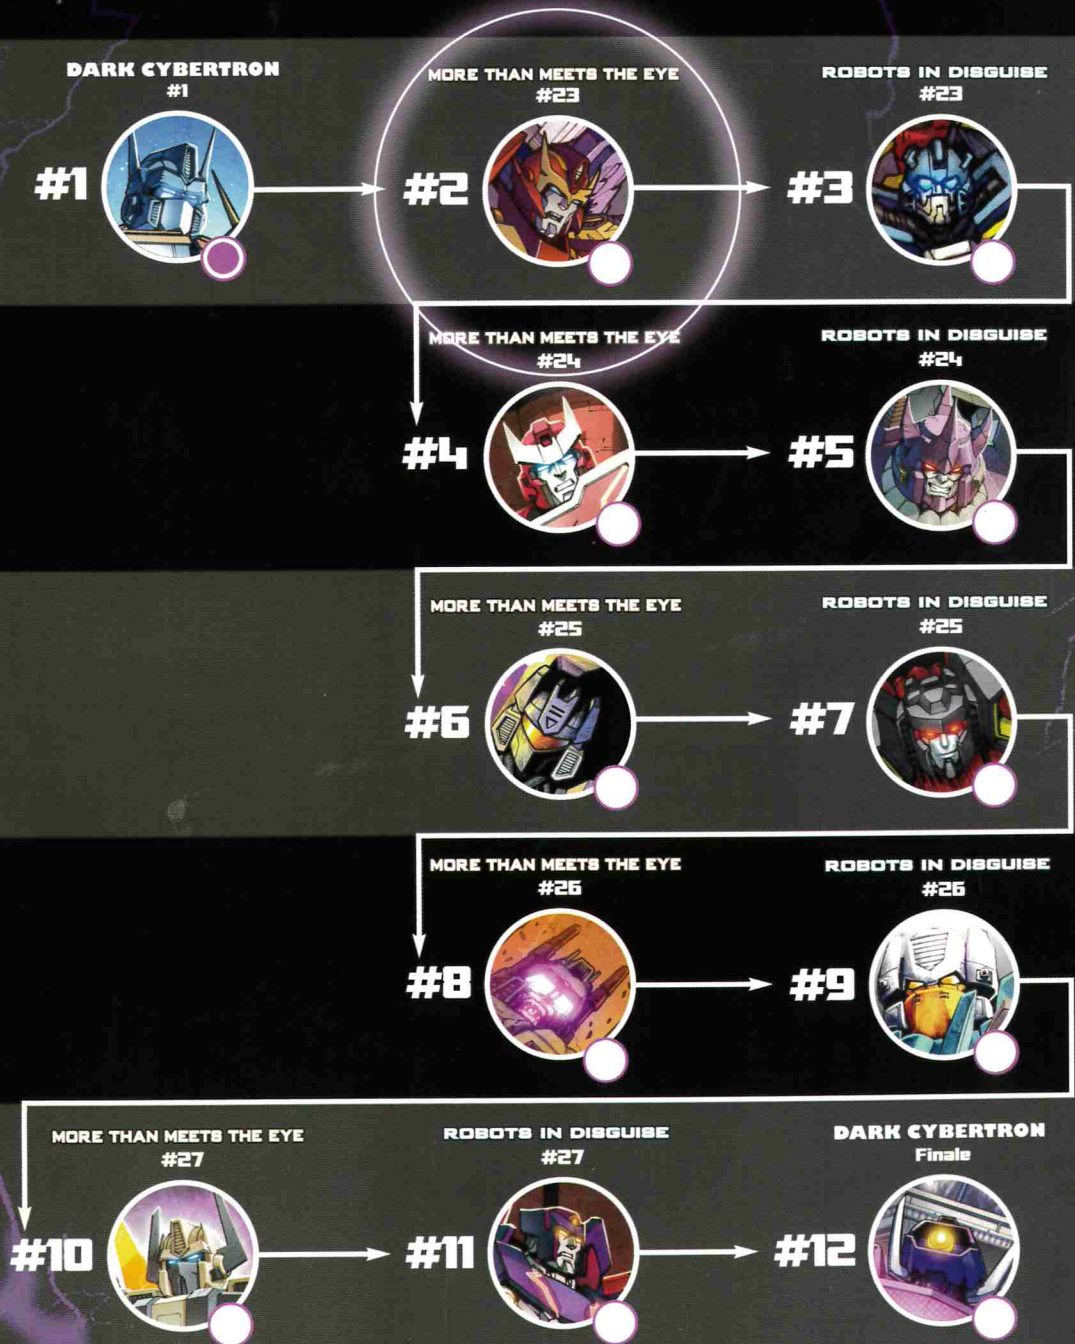 DARK CYBERTRON
#1
#1
MORE THAN MEETS THE EYE
#23
#2
ROBOTS IN DISGUISE
#23
#3
MORE THAN MEETS THE EYE
#24
#4
ROBOTS IN DISGUISE
#24
#5
MORE THAN MEETS THE EYE
#25
#6
ROBOTS IN DISGUISE
#25
#7
MORE THAN MEETS THE EYE
#26
#8
ROBOTS IN DISGUISE
#26
#9
MORE THAN MEETS THE EYE
#27
#10
ROBOTS IN DISGUISE
#27
#11
DARK CYBERTRON
Finale
#12